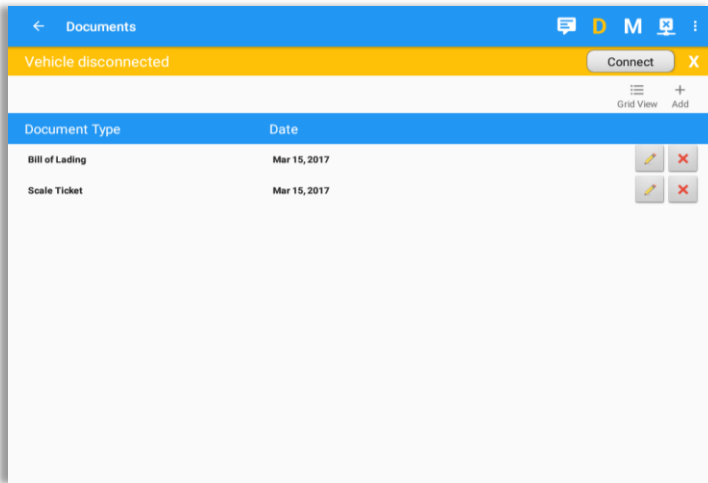 Documents D M
Vehicle disconnected Connect X
Grid View Add
Document Type Date
Bill of Lading Mar 15, 2017
Scale Ticket Mar 15, 2017